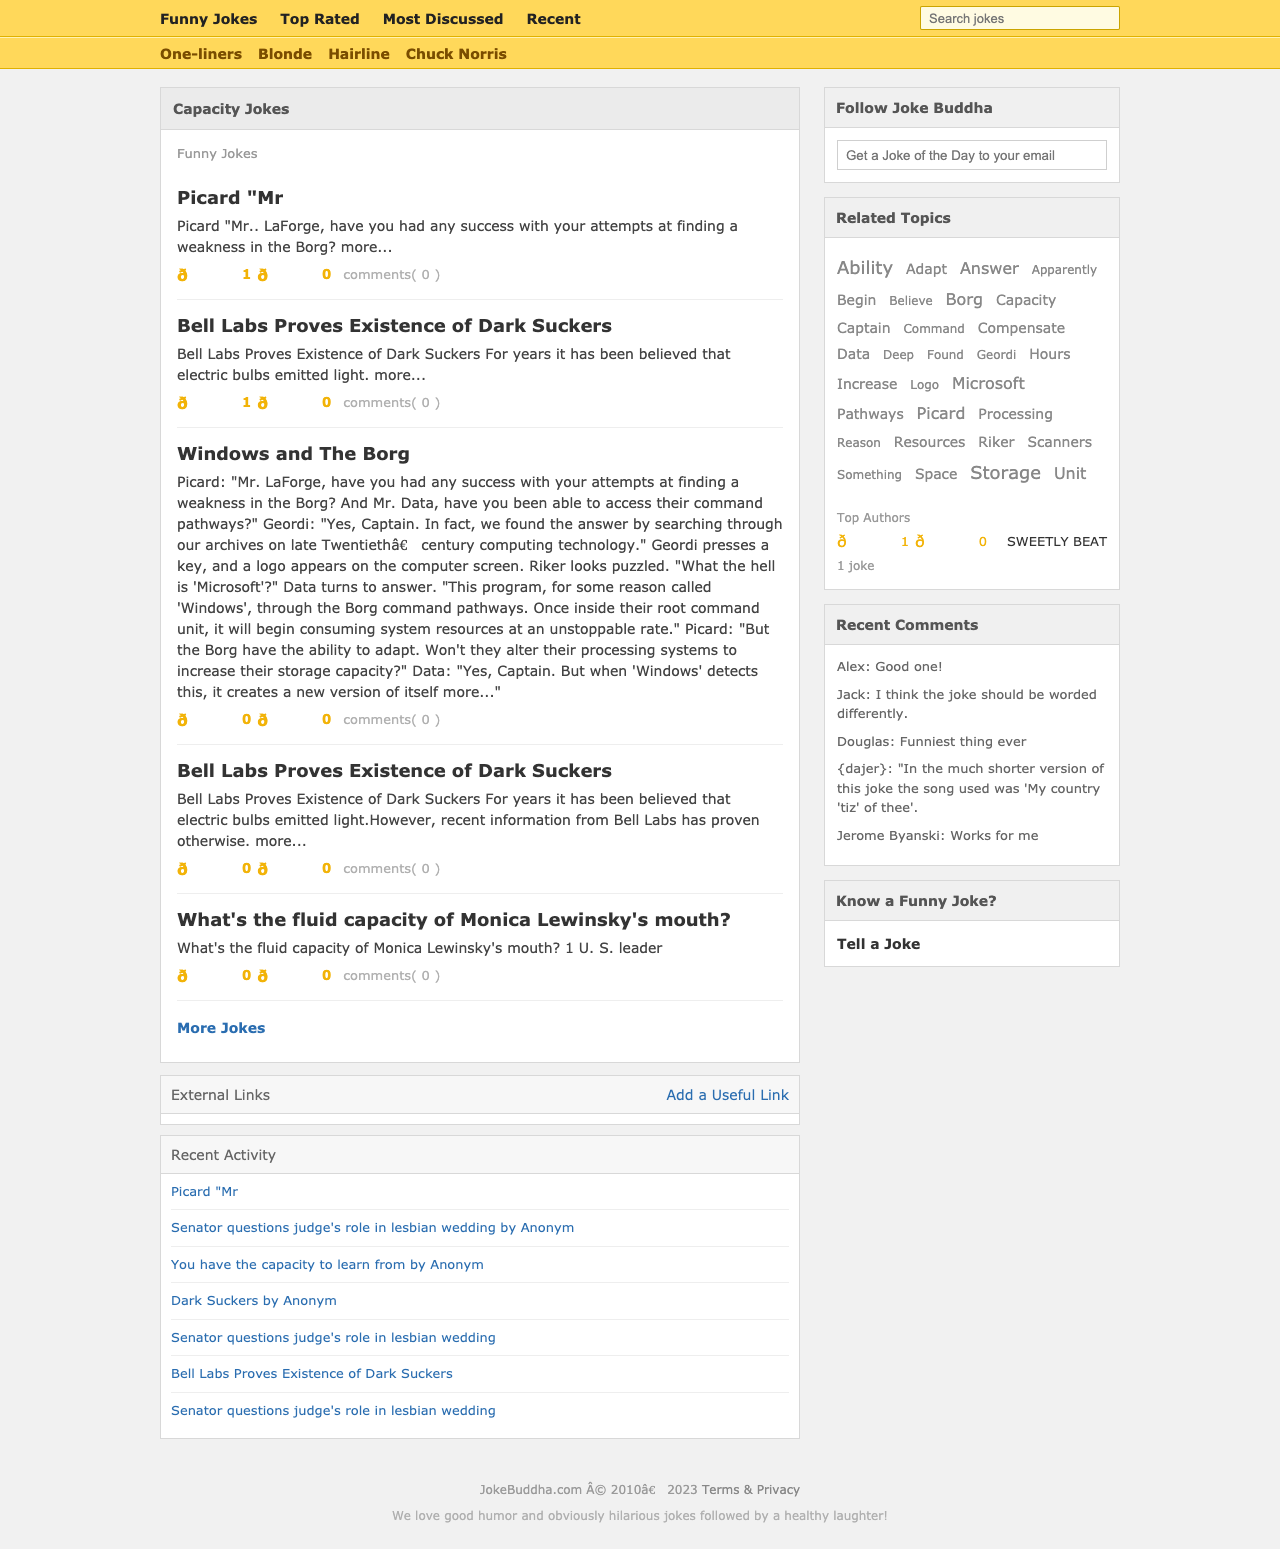 Funny Jokes Top Rated Most Discussed Recent Search jokes
One-liners Blonde Hairline Chuck Norris
Capacity Jokes
Funny Jokes
Picard "Mr
Picard "Mr.. LaForge, have you had any success with your attempts at finding a
weakness in the Borg? more...
ð 1 ð 0 comments( 0 )
Bell Labs Proves Existence of Dark Suckers
Bell Labs Proves Existence of Dark Suckers For years it has been believed that
electric bulbs emitted light. more...
ð 1 ð 0 comments( 0 )
Windows and The Borg
Picard: "Mr. LaForge, have you had any success with your attempts at finding a
weakness in the Borg? And Mr. Data, have you been able to access their command
pathways?" Geordi: "Yes, Captain. In fact, we found the answer by searching through
our archives on late Twentiethâ€ century computing technology." Geordi presses a
key, and a logo appears on the computer screen. Riker looks puzzled. "What the hell
is 'Microsoft'?" Data turns to answer. "This program, for some reason called
'Windows', through the Borg command pathways. Once inside their root command
unit, it will begin consuming system resources at an unstoppable rate." Picard: "But
the Borg have the ability to adapt. Won't they alter their processing systems to
increase their storage capacity?" Data: "Yes, Captain. But when 'Windows' detects
this, it creates a new version of itself more..."
ð 0 ð 0 comments( 0 )
Bell Labs Proves Existence of Dark Suckers
Bell Labs Proves Existence of Dark Suckers For years it has been believed that
electric bulbs emitted light.However, recent information from Bell Labs has proven
otherwise. more...
ð 0 ð 0 comments( 0 )
What's the fluid capacity of Monica Lewinsky's mouth?
What's the fluid capacity of Monica Lewinsky's mouth? 1 U. S. leader
ð 0 ð 0 comments( 0 )
More Jokes
External Links Add a Useful Link
Recent Activity
Picard "Mr
Senator questions judge's role in lesbian wedding by Anonym
You have the capacity to learn from by Anonym
Dark Suckers by Anonym
Senator questions judge's role in lesbian wedding
Bell Labs Proves Existence of Dark Suckers
Senator questions judge's role in lesbian wedding
Follow Joke Buddha
Get a Joke of the Day to your email
Related Topics
Ability Adapt Answer Apparently
Begin Believe Borg Capacity
Captain Command Compensate
Data Deep Found Geordi Hours
Increase Logo Microsoft
Pathways Picard Processing
Reason Resources Riker Scanners
Something Space Storage Unit
Top Authors
ð 1 ð 0 SWEETLY BEAT
1 joke
Recent Comments
Alex: Good one!
Jack: I think the joke should be worded
differently.
Douglas: Funniest thing ever
{dajer}: "In the much shorter version of
this joke the song used was 'My country
'tiz' of thee'.
Jerome Byanski: Works for me
Know a Funny Joke?
Tell a Joke
JokeBuddha.com Â© 2010â€ 2023 Terms & Privacy
We love good humor and obviously hilarious jokes followed by a healthy laughter!